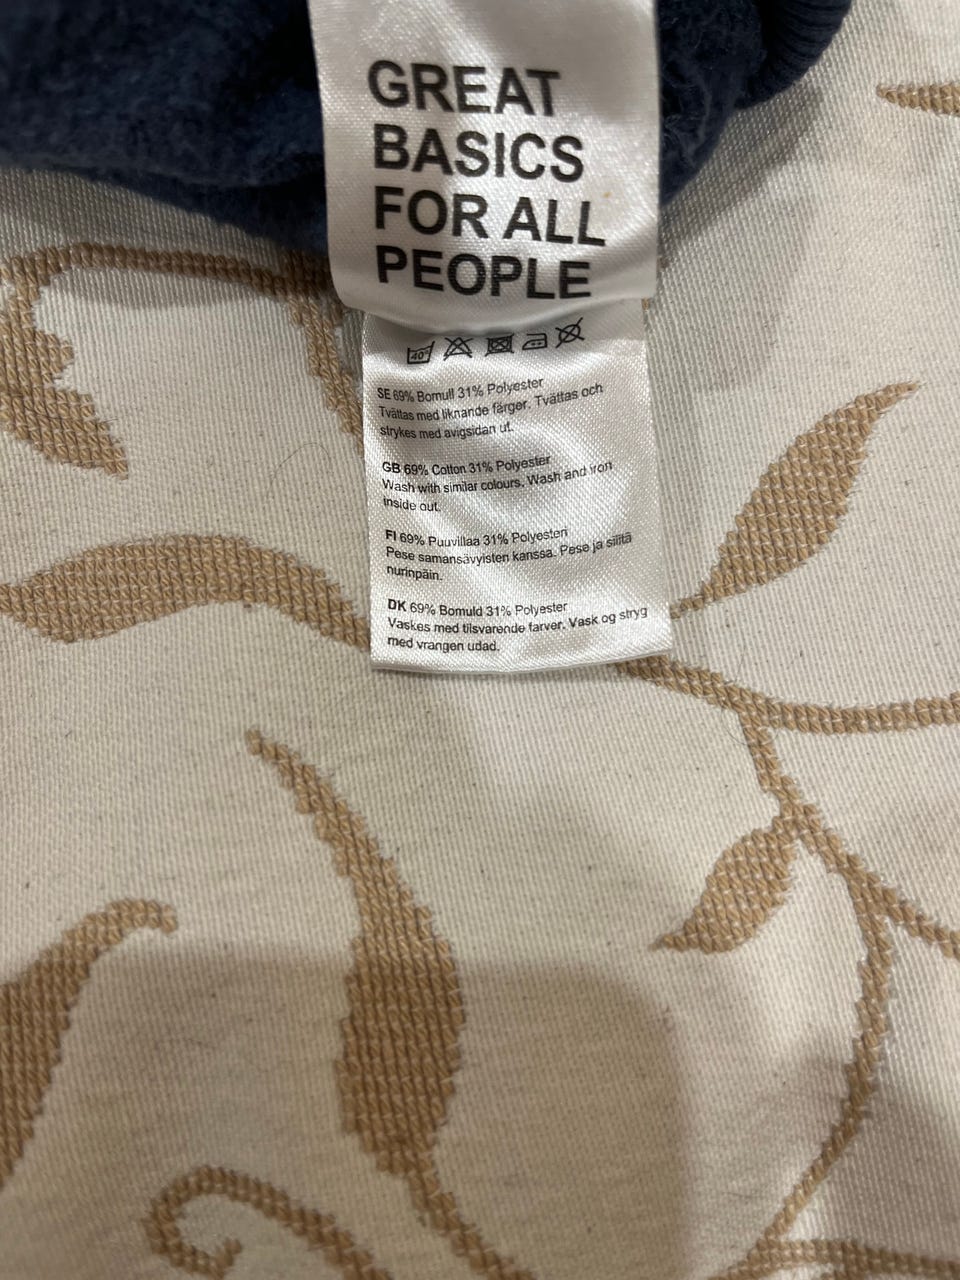 GREAT
BASICS
FOR ALL
PEOPLE
40°
SE 69% Bomull 31% Polyester
Tvättas med liknande färger. Tvättas och
strykes med avigsidan ut.
GB 69% Cotton 31% Polyester
Wash with similar colours. Wash and iron
inside out.
FI 69% Puuvillaa 31% Polyesteri
Pese samansävyisten kanssa. Pese ja silitä
nurinpäin.
DK 69% Bomuld 31% Polyester
Vaskes med tilsvarende farver. Vask og stryg
med vrangen udad.